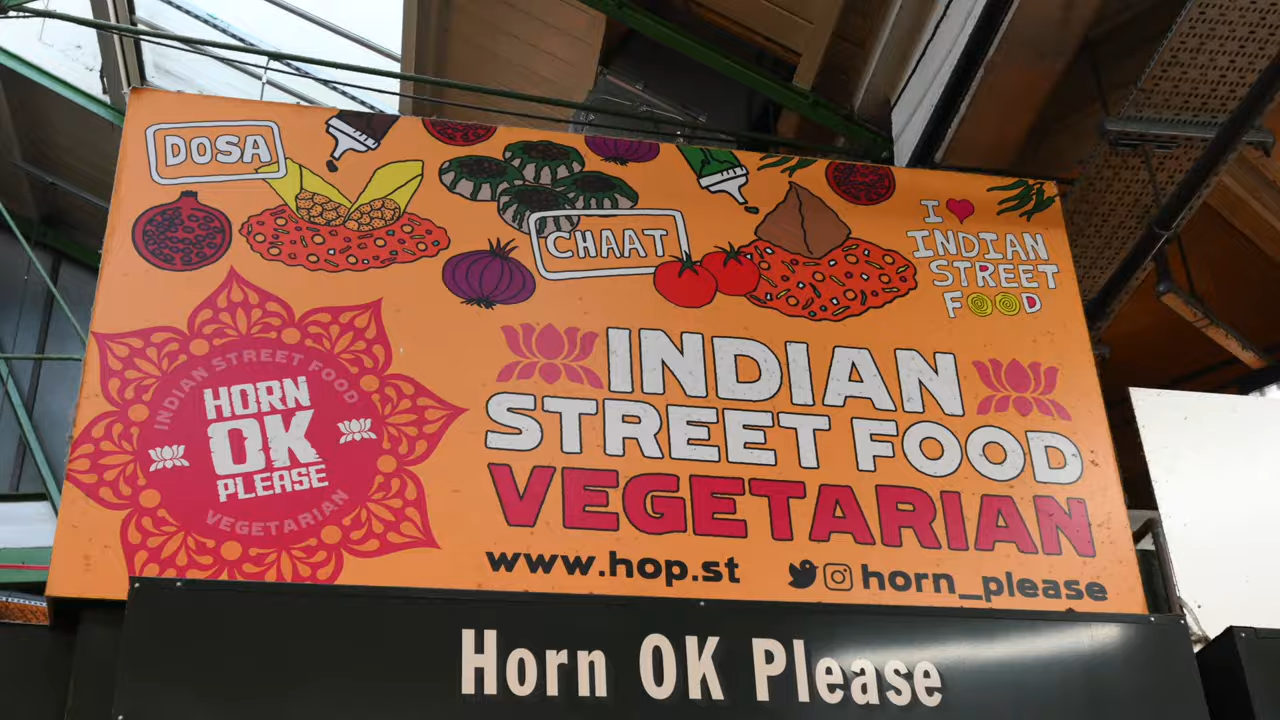 DOSA
CHAAT
I
INDIAN
STREET
FOOD
INDIAN STREET FOOD
HORN
OK
PLEASE
VEGETARIAN
INDIAN
STREET FOOD
VEGETARIAN
www.hop.st
horn_please
Horn OK Please